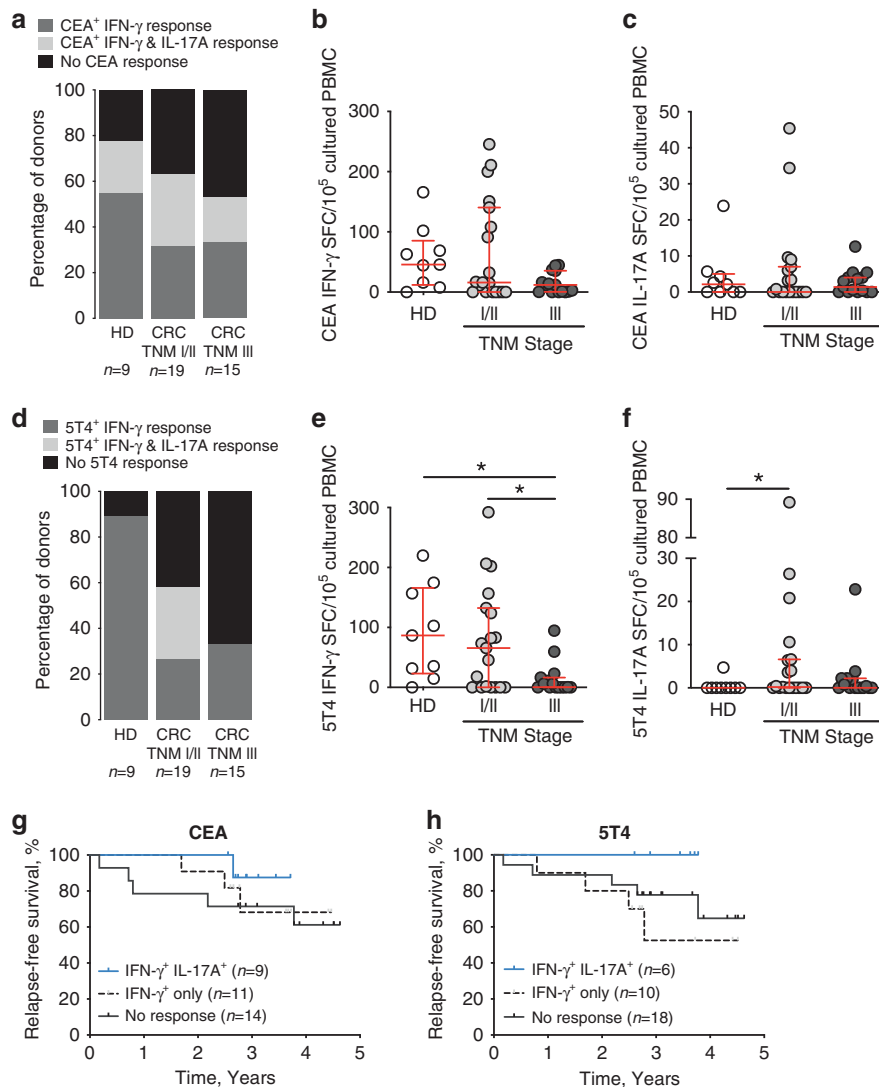 a
CEA⁺ IFN-γ response
CEA⁺ IFN-γ & IL-17A response
No CEA response
Percentage of donors
100
80
60
40
20
0
HD
n=9
CRC
TNM I/II
n=19
CRC
TNM III
n=15
b
CEA IFN-γ SFC/10⁵ cultured PBMC
300
200
100
0
HD
I/II
III
TNM Stage
c
CEA IL-17A SFC/10⁵ cultured PBMC
50
40
30
20
10
0
HD
I/II
III
TNM Stage
d
5T4⁺ IFN-γ response
5T4⁺ IFN-γ & IL-17A response
No 5T4 response
Percentage of donors
100
80
60
40
20
0
HD
n=9
CRC
TNM I/II
n=19
CRC
TNM III
n=15
e
5T4 IFN-γ SFC/10⁵ cultured PBMC
300
200
100
0
*
*
HD
I/II
III
TNM Stage
f
5T4 IL-17A SFC/10⁵ cultured PBMC
90
60
30
20
10
0
*
HD
I/II
III
TNM Stage
g
CEA
Relapse-free survival, %
100
80
60
40
20
0
IFN-γ⁺ IL-17A⁺ (n=9)
IFN-γ⁺ only (n=11)
No response (n=14)
0 1 2 3 4 5
Time, Years
h
5T4
Relapse-free survival, %
100
80
60
40
20
0
IFN-γ⁺ IL-17A⁺ (n=6)
IFN-γ⁺ only (n=10)
No response (n=18)
0 1 2 3 4 5
Time, Years